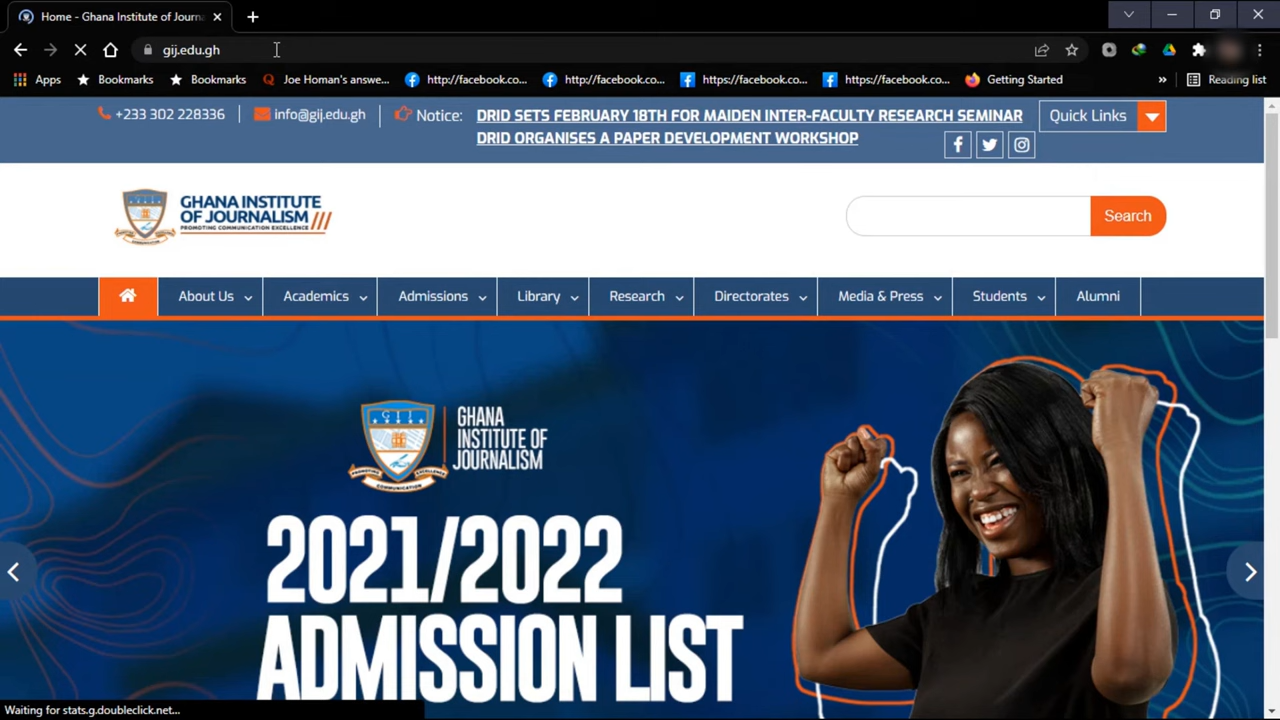 Home - Ghana Institute of Journ
gij.edu.gh
Apps Bookmarks Bookmarks Joe Homan's answe... http://facebook.co... http://facebook.co... https://facebook.co... https://facebook.co... Getting Started » Reading list
+233 302 228336 info@gij.edu.gh Notice: DRID SETS FEBRUARY 18TH FOR MAIDEN INTER-FACULTY RESEARCH SEMINAR Quick Links
DRID ORGANISES A PAPER DEVELOPMENT WORKSHOP
GHANA INSTITUTE
OF JOURNALISM
PROMOTING COMMUNICATION EXCELLENCE
Search
About Us Academics Admissions Library Research Directorates Media & Press Students Alumni
GIJ
PROMOTING EXCELLENCE
COMMUNICATION
GHANA
INSTITUTE OF
JOURNALISM
2021/2022
ADMISSION LIST
Waiting for stats.g.doubleclick.net...